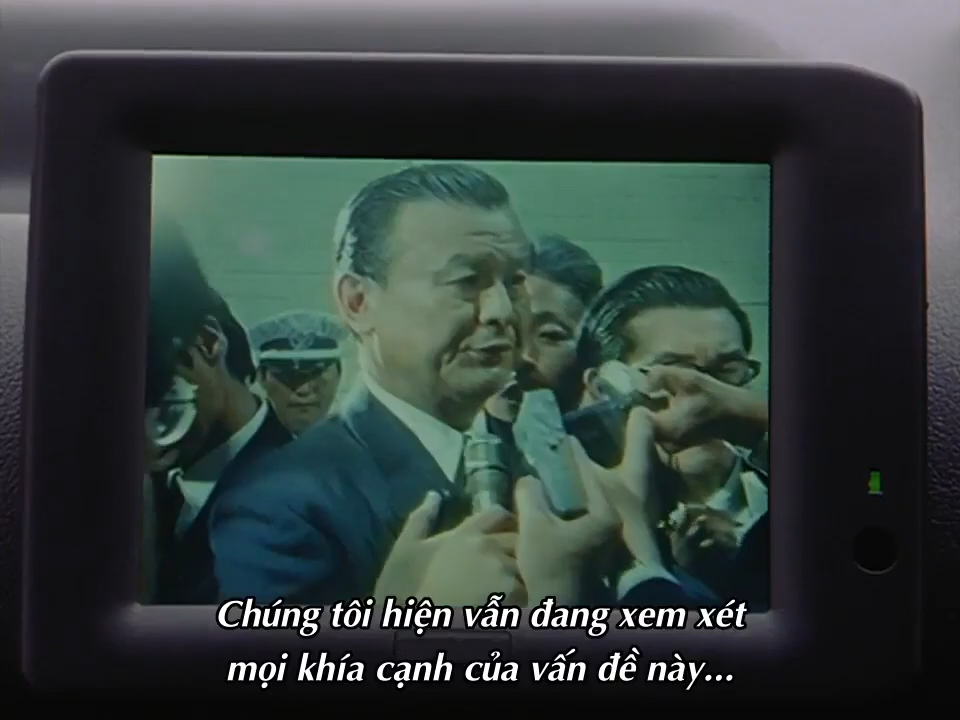 Chúng tôi hiện vẫn đang xem xét
mọi khía cạnh của vấn đề này...